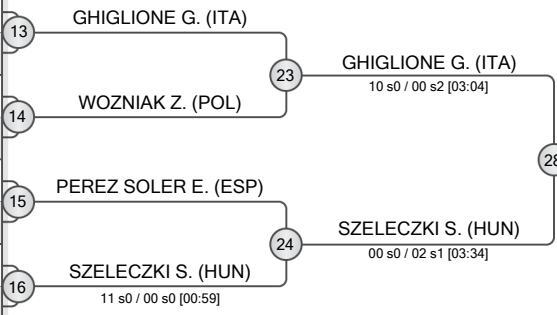 GHIGLIONE G. (ITA)
13
23
GHIGLIONE G. (ITA)
10 s0 / 00 s2 [03:04]
WOZNIAK Z. (POL)
14
28
PEREZ SOLER E. (ESP)
15
24
SZELECZKI S. (HUN)
00 s0 / 02 s1 [03:34]
SZELECZKI S. (HUN)
16
11 s0 / 00 s0 [00:59]